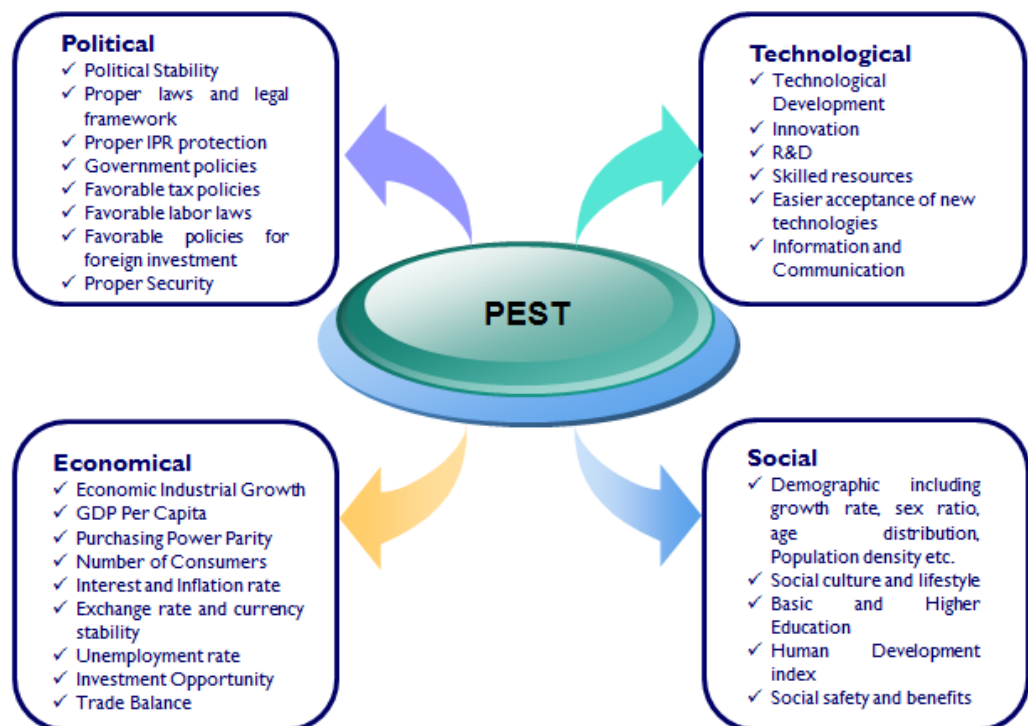 Political
✓ Political Stability
✓ Proper laws and legal
framework
✓ Proper IPR protection
✓ Government policies
✓ Favorable tax policies
✓ Favorable labor laws
✓ Favorable policies for
foreign investment
✓ Proper Security
Technological
✓ Technological
Development
✓ Innovation
✓ R&D
✓ Skilled resources
✓ Easier acceptance of new
technologies
✓ Information and
Communication
PEST
Economical
✓ Economic Industrial Growth
✓ GDP Per Capita
✓ Purchasing Power Parity
✓ Number of Consumers
✓ Interest and Inflation rate
✓ Exchange rate and currency
stability
✓ Unemployment rate
✓ Investment Opportunity
✓ Trade Balance
Social
✓ Demographic including
growth rate, sex ratio,
age distribution,
Population density etc.
✓ Social culture and lifestyle
✓ Basic and Higher
Education
✓ Human Development
index
✓ Social safety and benefits